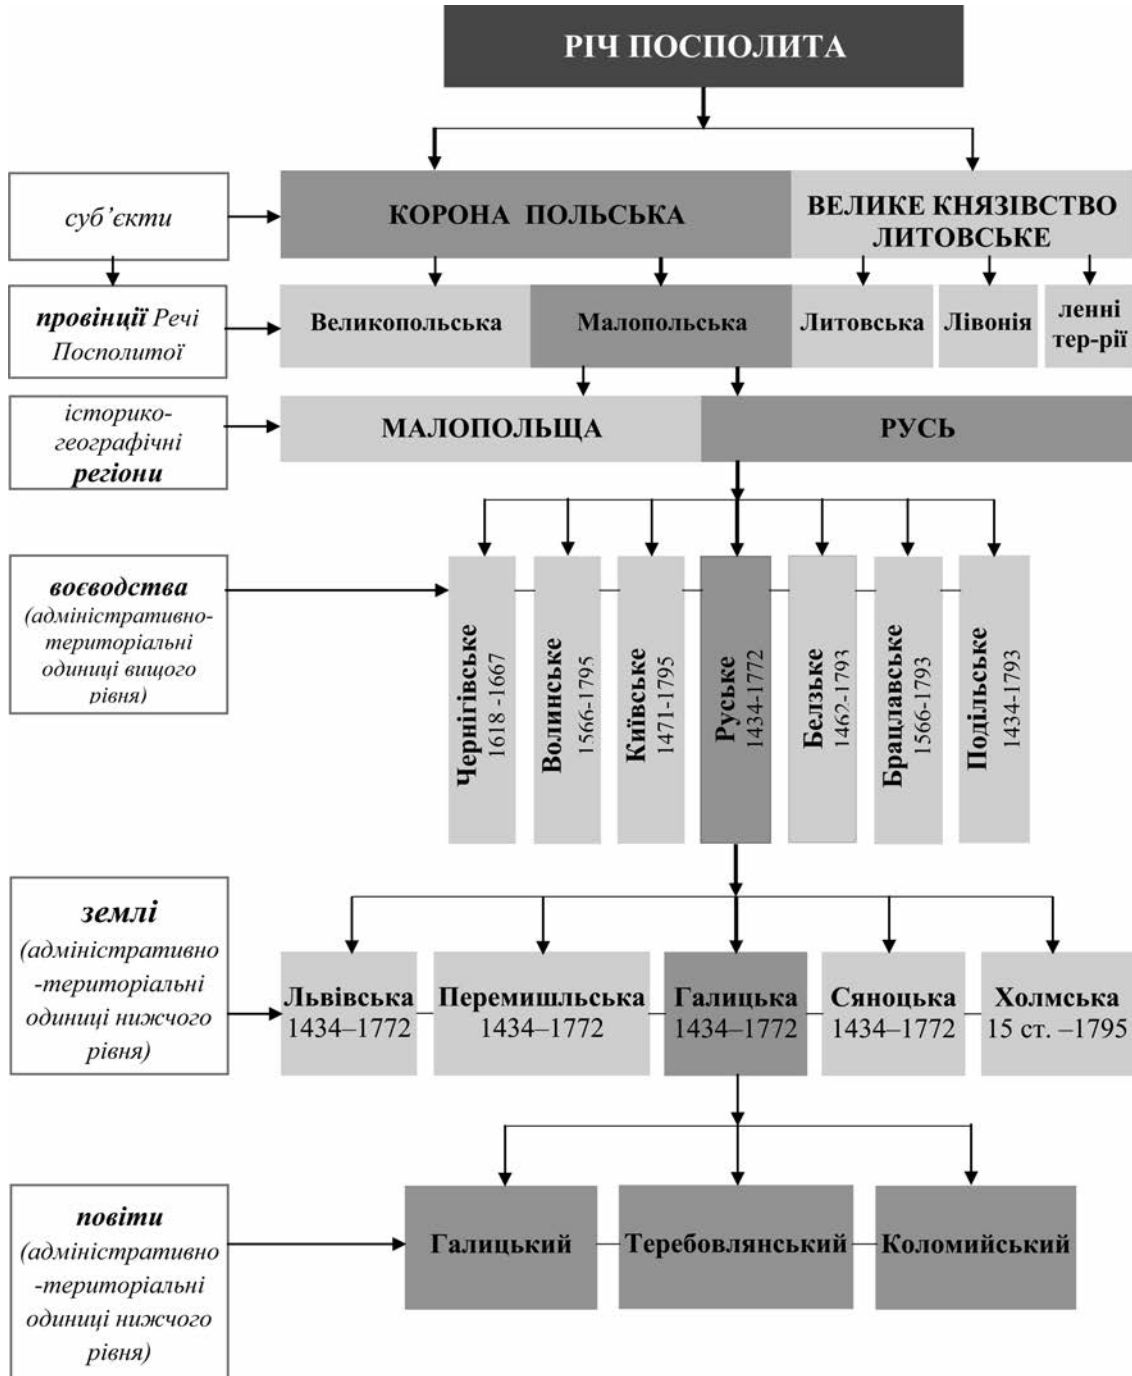 РІЧ ПОСПОЛИТА
суб’єкти
КОРОНА ПОЛЬСЬКА
ВЕЛИКЕ КНЯЗІВСТВО
ЛИТОВСЬКЕ
провінції Речі
Посполитої
Великопольська
Малопольська
Литовська
Лівонія
ленні
тер-рії
історико-
географічні
регіони
МАЛОПОЛЬЩА
РУСЬ
воєводства
(адміністративно-
територіальні
одиниці вищого
рівня)
Чернігівське
1618 -1667
Волинське
1566-1795
Київське
1471-1795
Руське
1434-1772
Белзьке
1462-1793
Брацлавське
1566-1793
Подільське
1434-1793
землі
(адміністративно
-територіальні
одиниці нижчого
рівня)
Львівська
1434–1772
Перемишльська
1434–1772
Галицька
1434–1772
Сяноцька
1434–1772
Холмська
15 ст. –1795
повіти
(адміністративно
-територіальні
одиниці нижчого
рівня)
Галицький
Теребовлянський
Коломийський